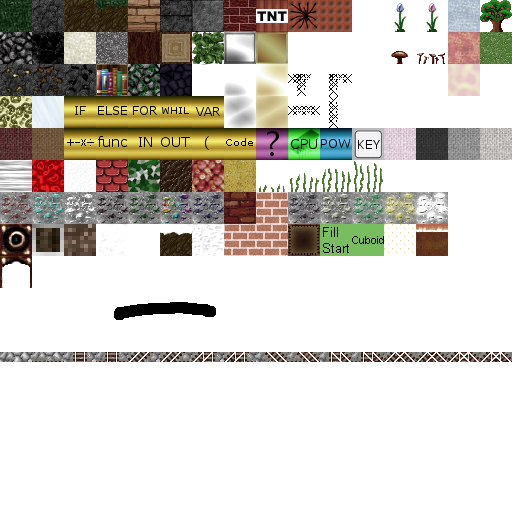 TNT
IF ELSE FOR WHIL VAR
+-×÷ func IN OUT ( Code ? CPU POW KEY
Fill Cuboid
Start